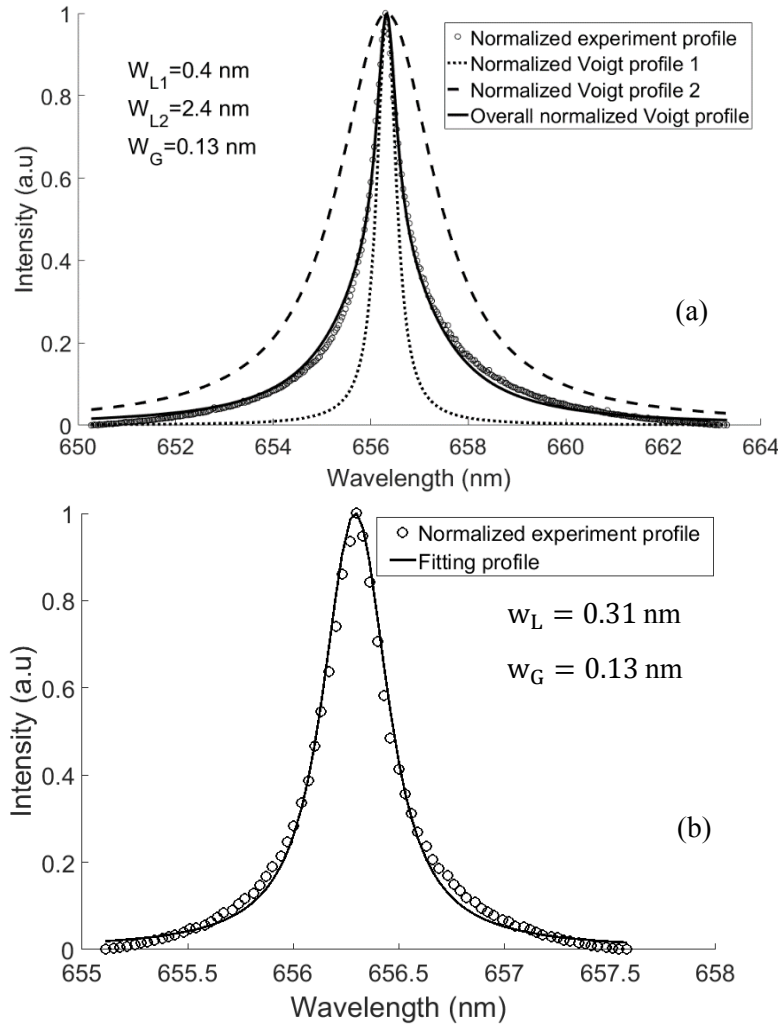 1
0.8
0.6
0.4
0.2
0
Intensity (a.u)
W_L1=0.4 nm
W_L2=2.4 nm
W_G=0.13 nm
Normalized experiment profile
Normalized Voigt profile 1
Normalized Voigt profile 2
Overall normalized Voigt profile
(a)
650 652 654 656 658 660 662 664
Wavelength (nm)
1
0.8
0.6
0.4
0.2
0
Intensity (a.u)
Normalized experiment profile
Fitting profile
w_L = 0.31 nm
w_G = 0.13 nm
(b)
655 655.5 656 656.5 657 657.5 658
Wavelength (nm)